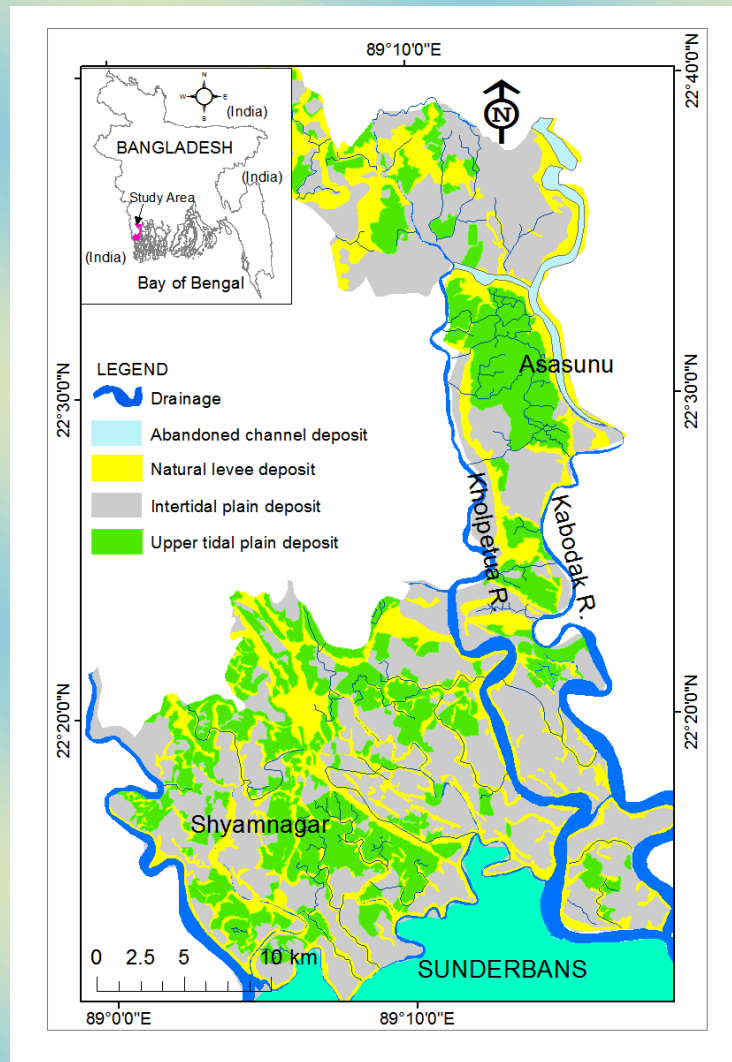 89°10'0"E
22°40'0"N
N
N
W
E
S
(India)
BANGLADESH
(India)
Study Area
(India)
Bay of Bengal
LEGEND
Drainage
Abandoned channel deposit
Natural levee deposit
Intertidal plain deposit
Upper tidal plain deposit
Asasunu
22°30'0"N
22°30'0"N
Kholpetua R.
Kabodak R.
22°20'0"N
22°20'0"N
Shyamnagar
0 2.5 5 10 km
SUNDERBANS
89°0'0"E
89°10'0"E